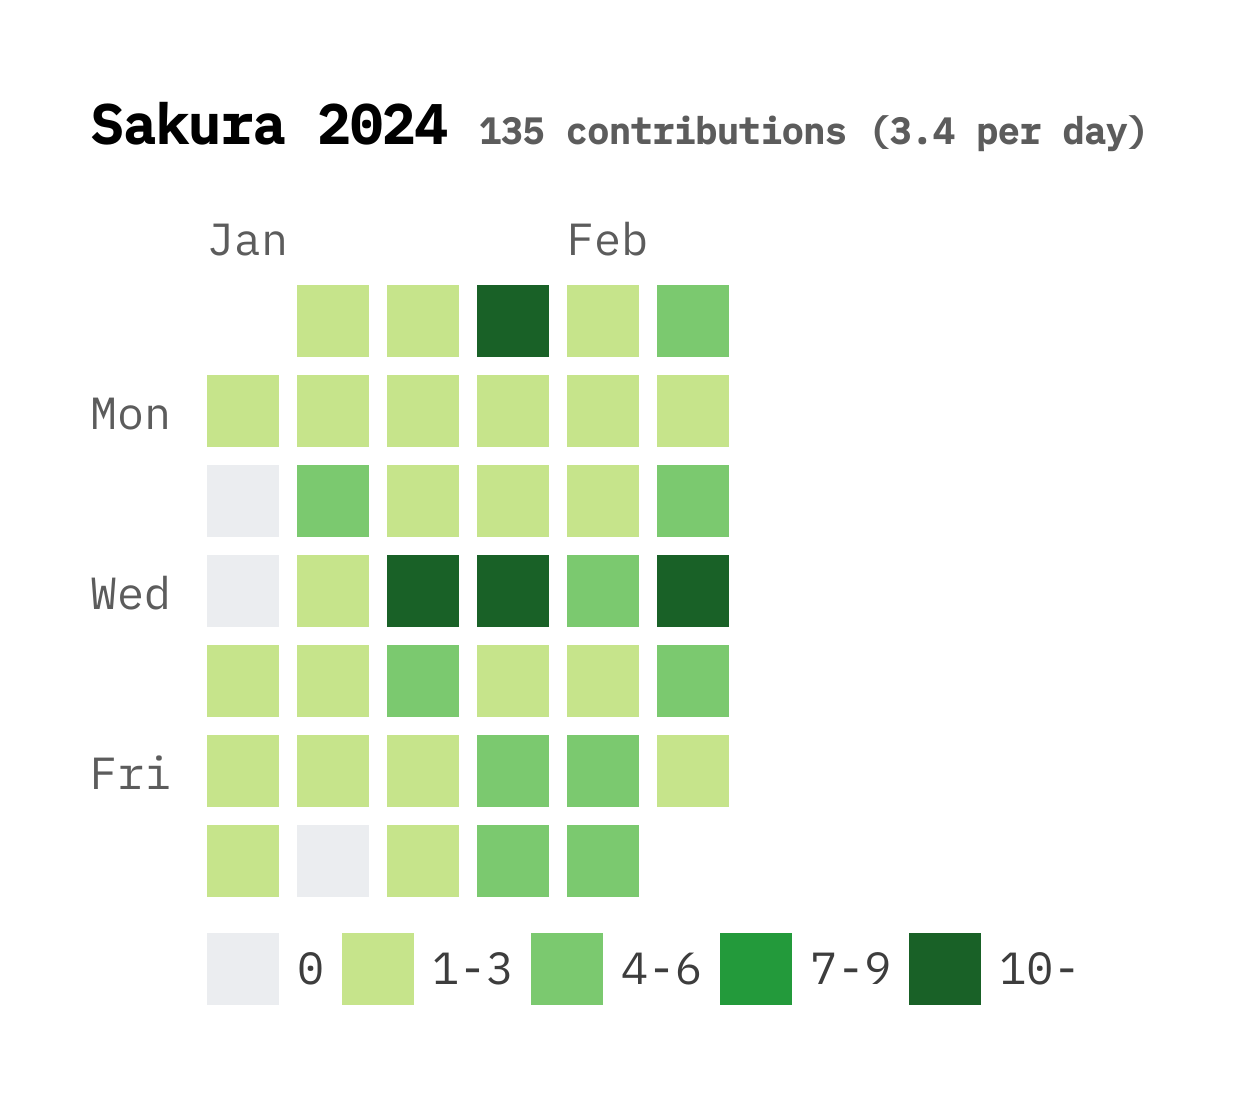 Sakura 2024 135 contributions (3.4 per day)
Jan Feb
Mon
Wed
Fri
0 1-3 4-6 7-9 10-